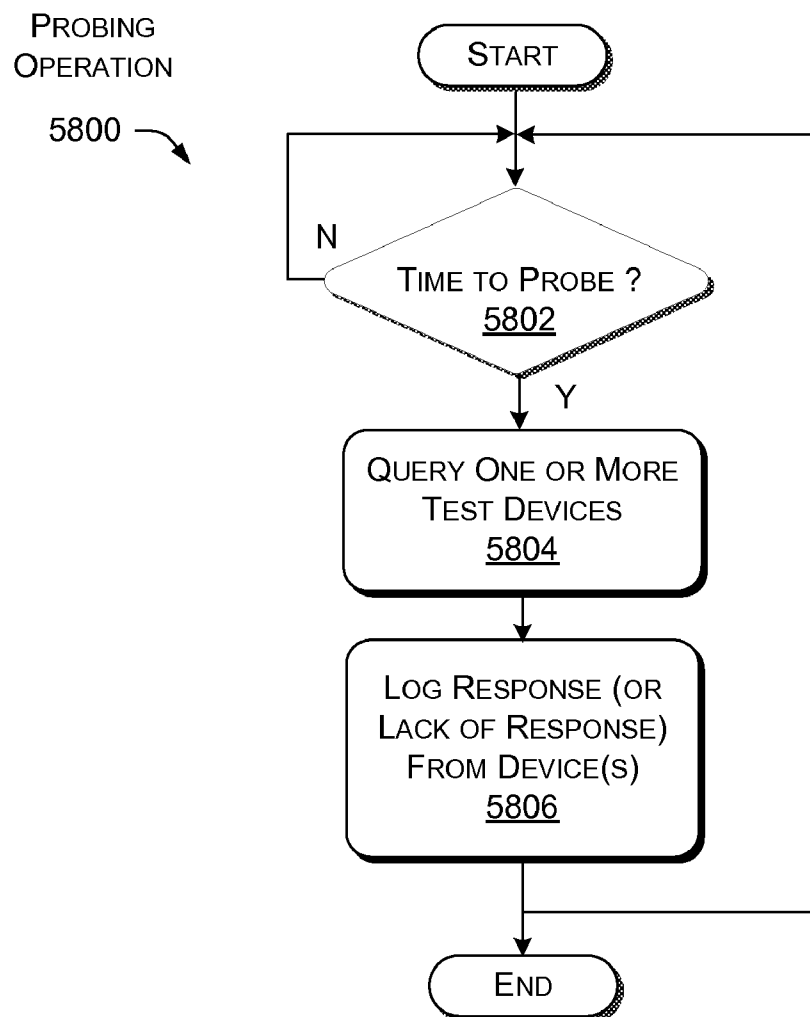 PROBING
OPERATION
5800
START
N
TIME TO PROBE ?
5802
Y
QUERY ONE OR MORE
TEST DEVICES
5804
LOG RESPONSE (OR
LACK OF RESPONSE)
FROM DEVICE(S)
5806
END